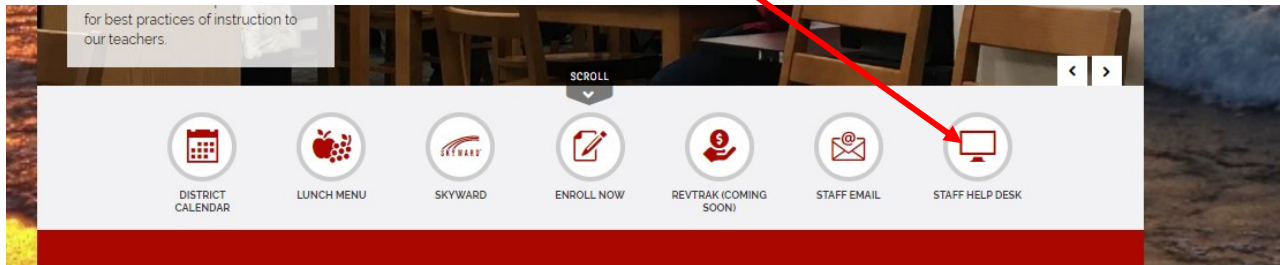 for best practices of instruction to
our teachers.
SCROLL
SKYWARD
DISTRICT
CALENDAR
LUNCH MENU
SKYWARD
ENROLL NOW
REVTRAK (COMING
SOON)
STAFF EMAIL
STAFF HELP DESK